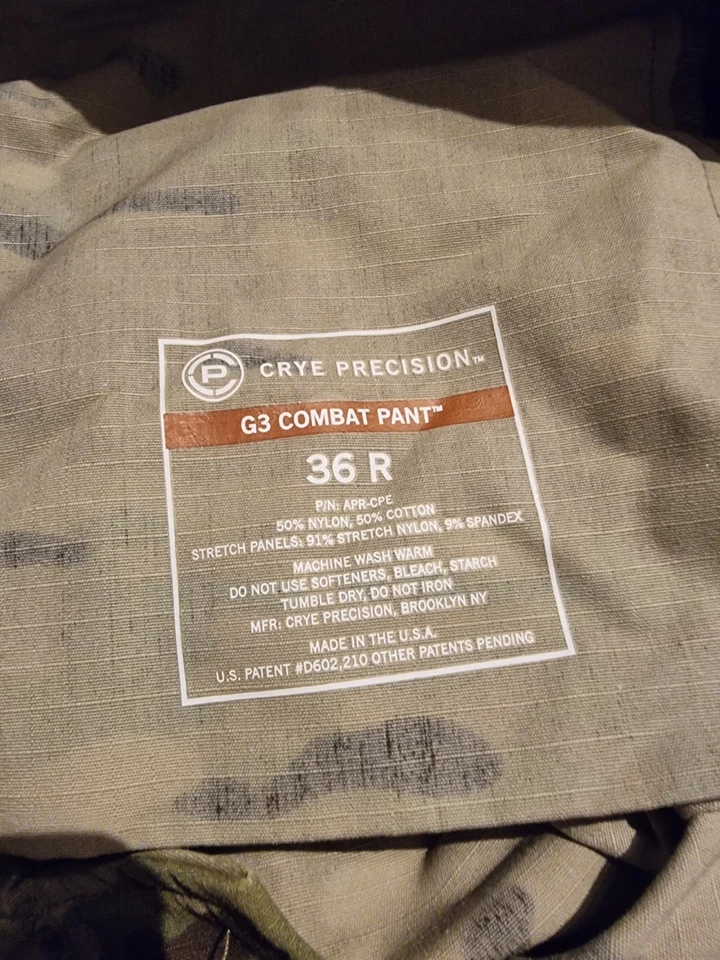 CP CRYE PRECISION™
G3 COMBAT PANT™
36 R
P/N: APR-CPE
50% NYLON, 50% COTTON
STRETCH PANELS: 91% STRETCH NYLON, 9% SPANDEX
MACHINE WASH WARM
DO NOT USE SOFTENERS, BLEACH, STARCH
TUMBLE DRY, DO NOT IRON
MFR: CRYE PRECISION, BROOKLYN NY
MADE IN THE U.S.A.
U.S. PATENT #D602,210 OTHER PATENTS PENDING